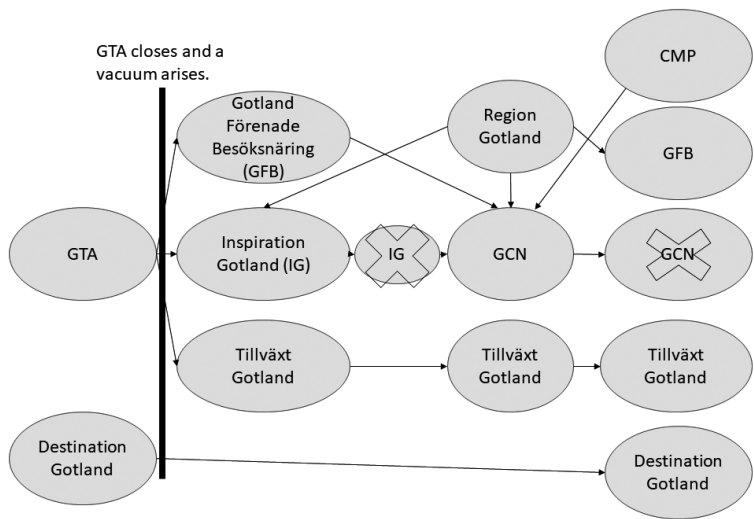 GTA closes and a
vacuum arises.
CMP
Gotland
Förenade
Besöksnäring
(GFB)
Region
Gotland
GFB
GTA
Inspiration
Gotland (IG)
IG
GCN
GCN
Tillväxt
Gotland
Tillväxt
Gotland
Tillväxt
Gotland
Destination
Gotland
Destination
Gotland